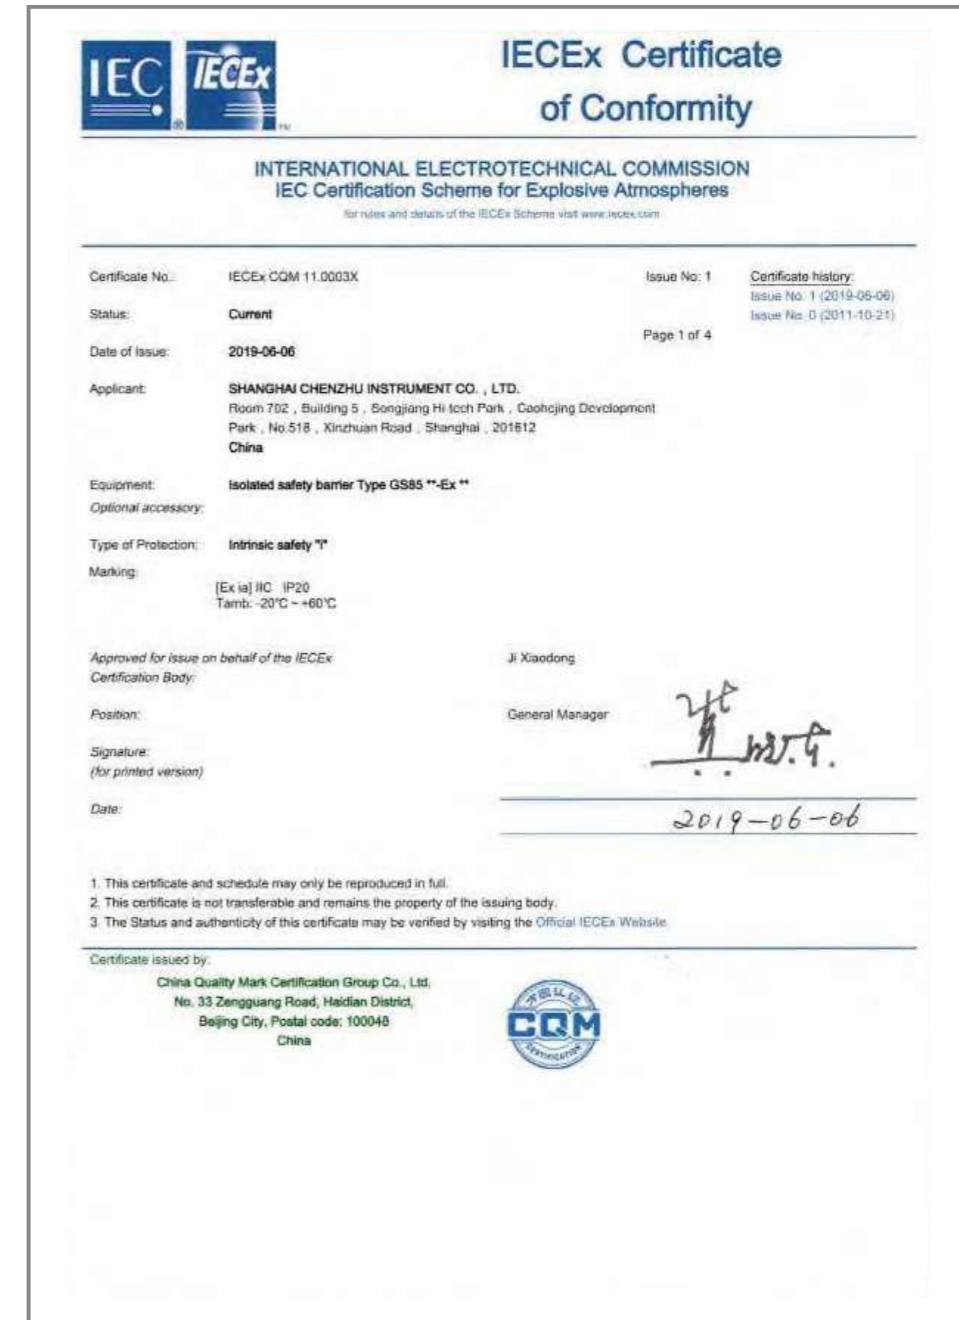 IEC
IECEx
®
TM
IECEx Certificate
of Conformity
INTERNATIONAL ELECTROTECHNICAL COMMISSION
IEC Certification Scheme for Explosive Atmospheres
for rules and details of the IECEx Scheme visit www.iecex.com
Certificate No.: IECEx CQM 11.0003X Issue No: 1 Certificate history:
Issue No. 1 (2019-06-06)
Status: Current Issue No. 0 (2011-10-21)
Page 1 of 4
Date of Issue: 2019-06-06
Applicant: SHANGHAI CHENZHU INSTRUMENT CO. , LTD.
Room 702 , Building 5 , Songjiang Hi-tech Park , Caohejing Development
Park , No.518 , Xinzhuan Road , Shanghai , 201612
China
Equipment: Isolated safety barrier Type GS85 **-Ex **
Optional accessory:
Type of Protection: Intrinsic safety "i"
Marking:
[Ex ia] IIC IP20
Tamb: -20°C ~ +60°C
Approved for issue on behalf of the IECEx Ji Xiaodong
Certification Body:
Position: General Manager
Signature:
(for printed version)
Date: 2019-06-06
1. This certificate and schedule may only be reproduced in full.
2. This certificate is not transferable and remains the property of the issuing body.
3. The Status and authenticity of this certificate may be verified by visiting the Official IECEx Website.
Certificate issued by:
China Quality Mark Certification Group Co., Ltd.
No. 33 Zengguang Road, Haidian District,
Beijing City, Postal code: 100048
China
方圆认证
CQM
CERTIFICATION